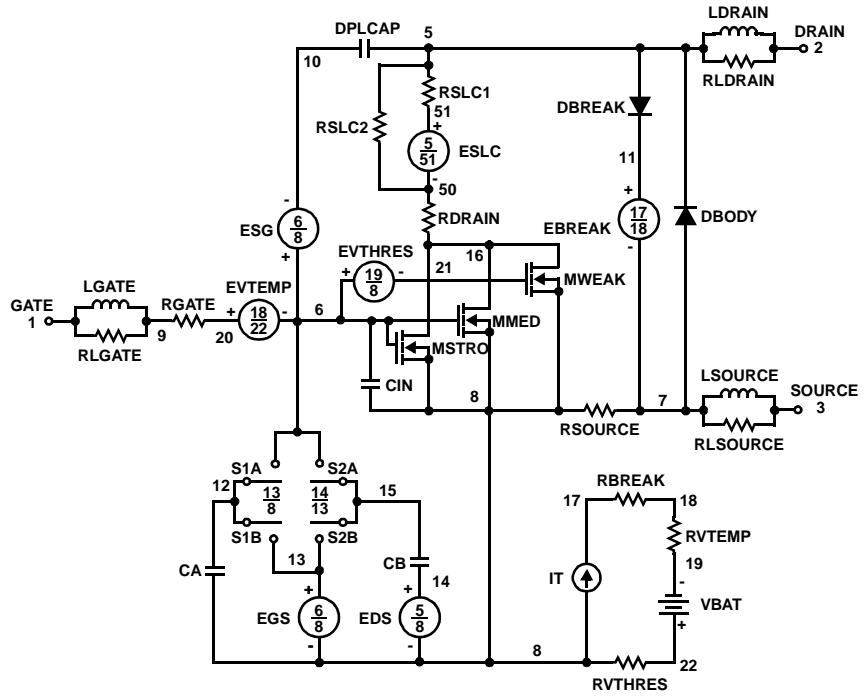 LDRAIN
DPLCAP 5 DRAIN
10 2
RSLC1 RLDRAIN
51 DBREAK
RSLC2 +
5
51 ESLC
11
-
50
- +
6
8 ESG RDRAIN 17
18 EBREAK DBODY
+ EVTHRES 16 -
+ 19
8 - 21 MWEAK
LGATE EVTEMP
GATE RGATE + 18
22 - 6 MMED
1 9 20
RLGATE MSTRO
CIN LSOURCE
8 7 SOURCE
3
RSOURCE RLSOURCE
S1A S2A
12 13
8 14
13 15
RBREAK
17 18
S1B S2B
RVTEMP
13 CB 19
CA 14 IT -
+ + VBAT
EGS 6
8 EDS 5
8 +
- - 8 22
RVTHRES